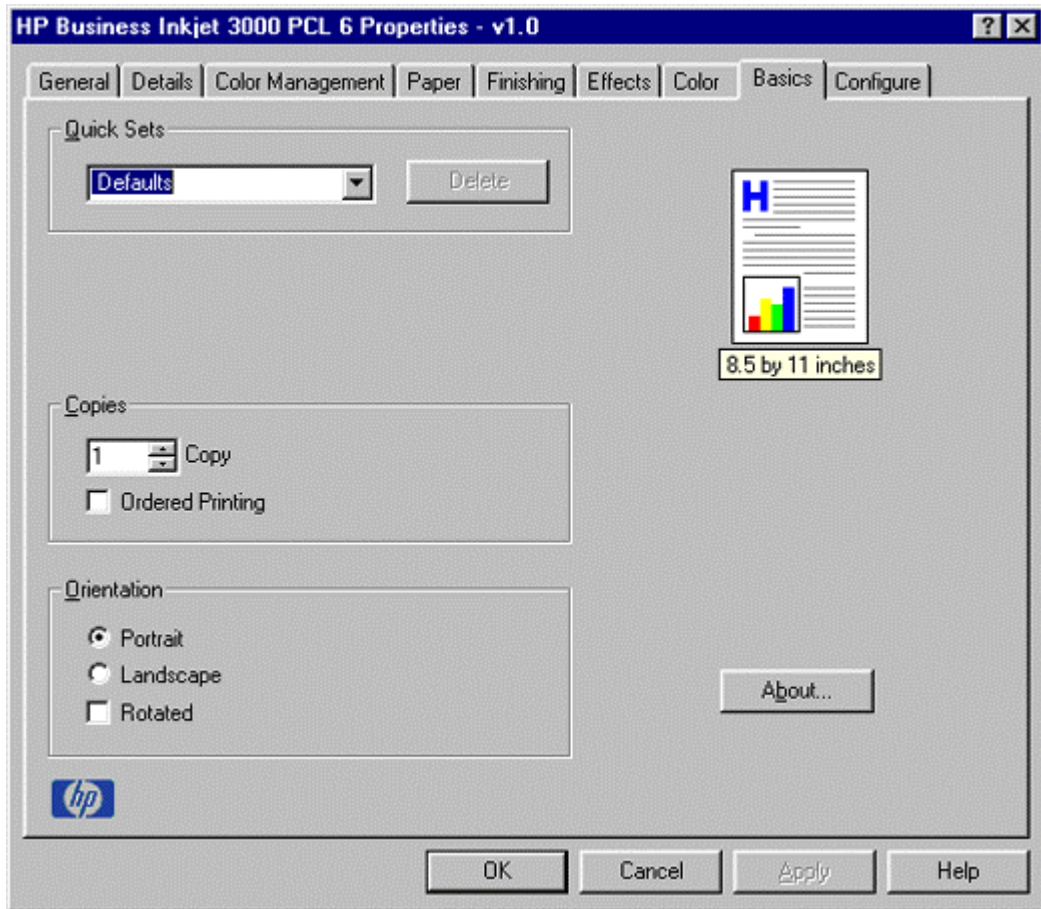 HP Business Inkjet 3000 PCL 6 Properties - v1.0
General Details Color Management Paper Finishing Effects Color Basics Configure
Quick Sets
Defaults Delete
H
8.5 by 11 inches
Copies
1 Copy
Ordered Printing
Orientation
Portrait
Landscape
Rotated
About...
hp
OK Cancel Apply Help